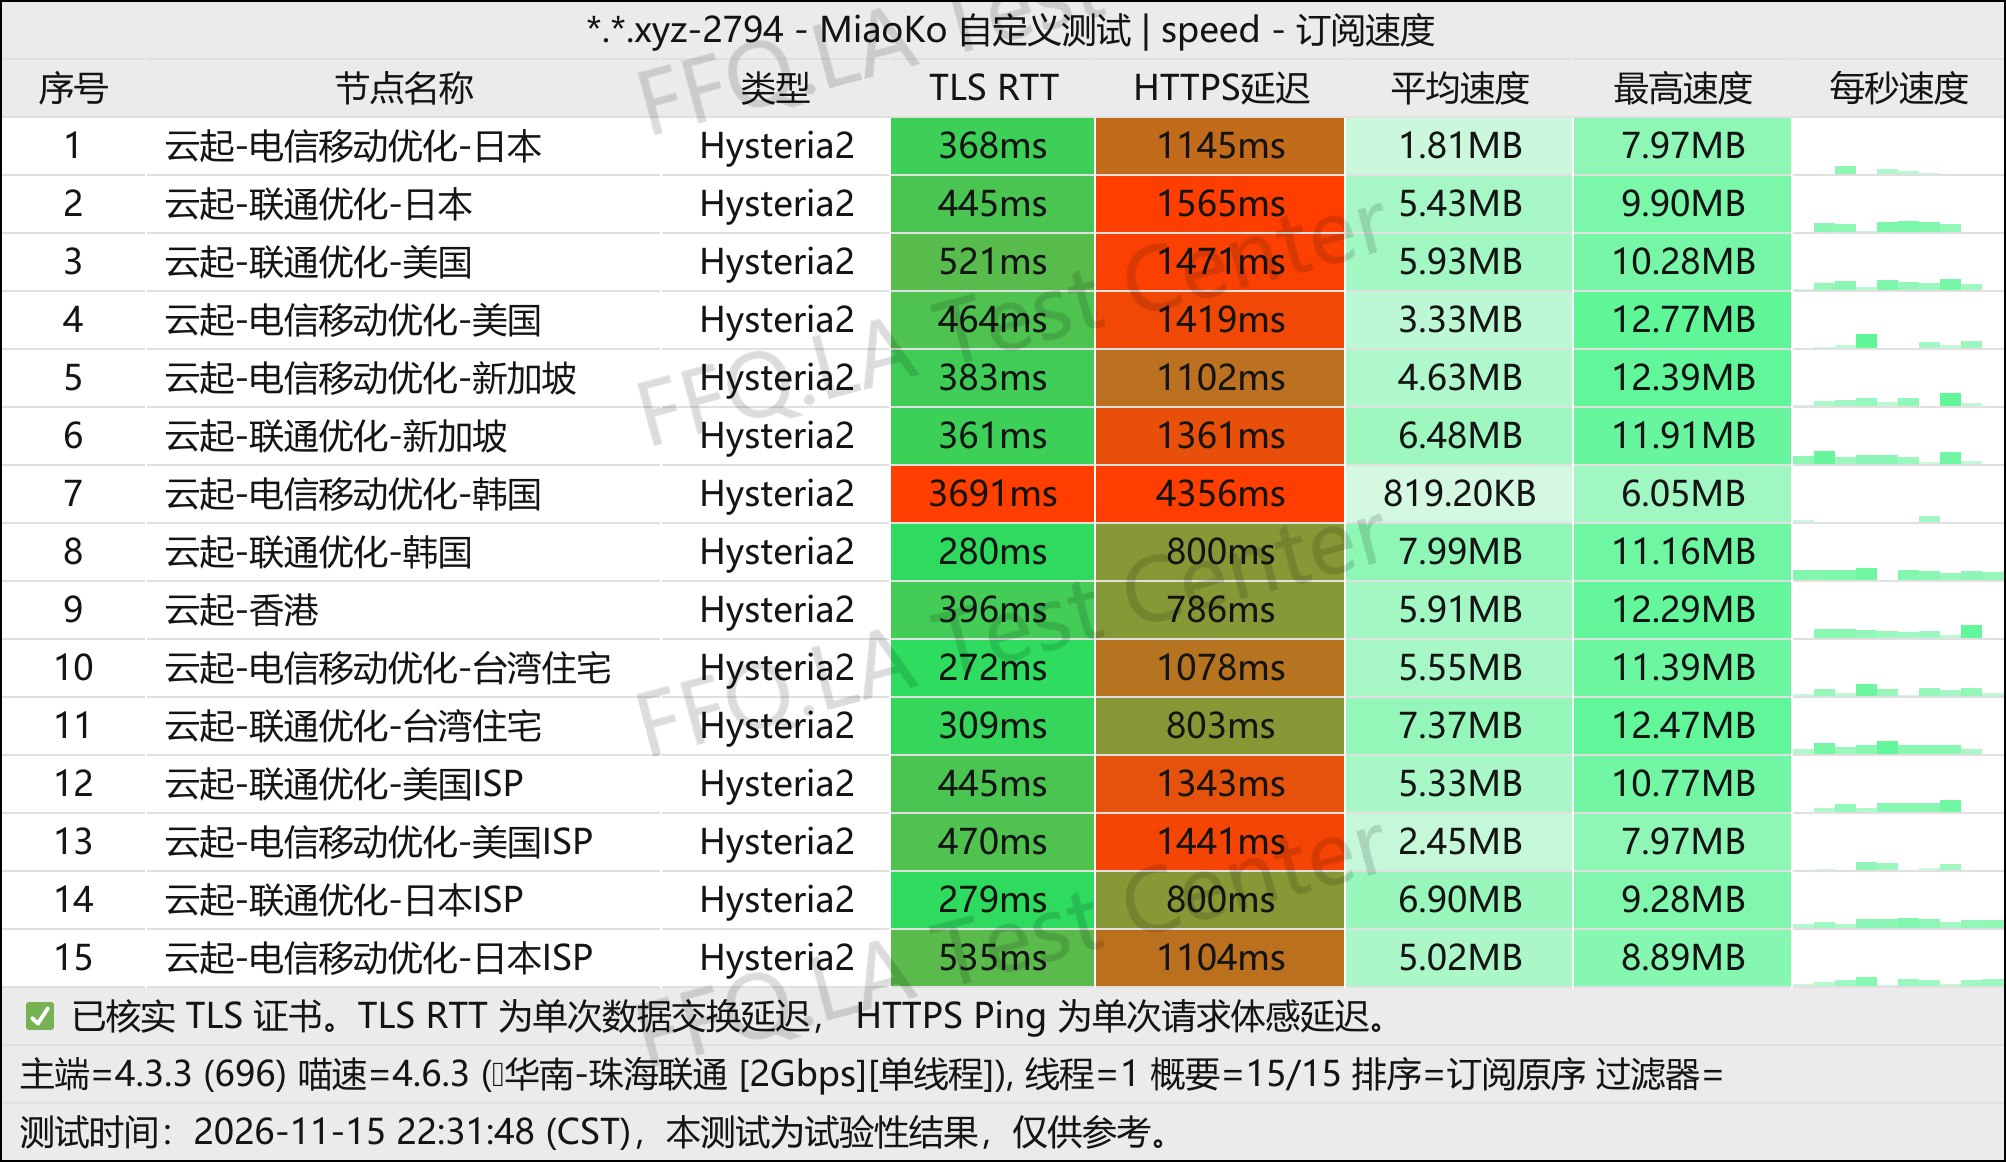 *.*.xyz-2794 - MiaoKo 自定义测试 | speed - 订阅速度
序号 节点名称 类型 TLS RTT HTTPS延迟 平均速度 最高速度 每秒速度
1 云起-电信移动优化-日本 Hysteria2 368ms 1145ms 1.81MB 7.97MB
2 云起-联通优化-日本 Hysteria2 445ms 1565ms 5.43MB 9.90MB
3 云起-联通优化-美国 Hysteria2 521ms 1471ms 5.93MB 10.28MB
4 云起-电信移动优化-美国 Hysteria2 464ms 1419ms 3.33MB 12.77MB
5 云起-电信移动优化-新加坡 Hysteria2 383ms 1102ms 4.63MB 12.39MB
6 云起-联通优化-新加坡 Hysteria2 361ms 1361ms 6.48MB 11.91MB
7 云起-电信移动优化-韩国 Hysteria2 3691ms 4356ms 819.20KB 6.05MB
8 云起-联通优化-韩国 Hysteria2 280ms 800ms 7.99MB 11.16MB
9 云起-香港 Hysteria2 396ms 786ms 5.91MB 12.29MB
10 云起-电信移动优化-台湾住宅 Hysteria2 272ms 1078ms 5.55MB 11.39MB
11 云起-联通优化-台湾住宅 Hysteria2 309ms 803ms 7.37MB 12.47MB
12 云起-联通优化-美国ISP Hysteria2 445ms 1343ms 5.33MB 10.77MB
13 云起-电信移动优化-美国ISP Hysteria2 470ms 1441ms 2.45MB 7.97MB
14 云起-联通优化-日本ISP Hysteria2 279ms 800ms 6.90MB 9.28MB
15 云起-电信移动优化-日本ISP Hysteria2 535ms 1104ms 5.02MB 8.89MB
✅ 已核实 TLS 证书。TLS RTT 为单次数据交换延迟， HTTPS Ping 为单次请求体感延迟。
主端=4.3.3 (696) 喵速=4.6.3 (华南-珠海联通 [2Gbps][单线程]), 线程=1 概要=15/15 排序=订阅原序 过滤器=
测试时间：2026-11-15 22:31:48 (CST)，本测试为试验性结果，仅供参考。
FFQ.LA Test Center
FFQ.LA Test Center
FFQ.LA Test Center
FFQ.LA Test Center